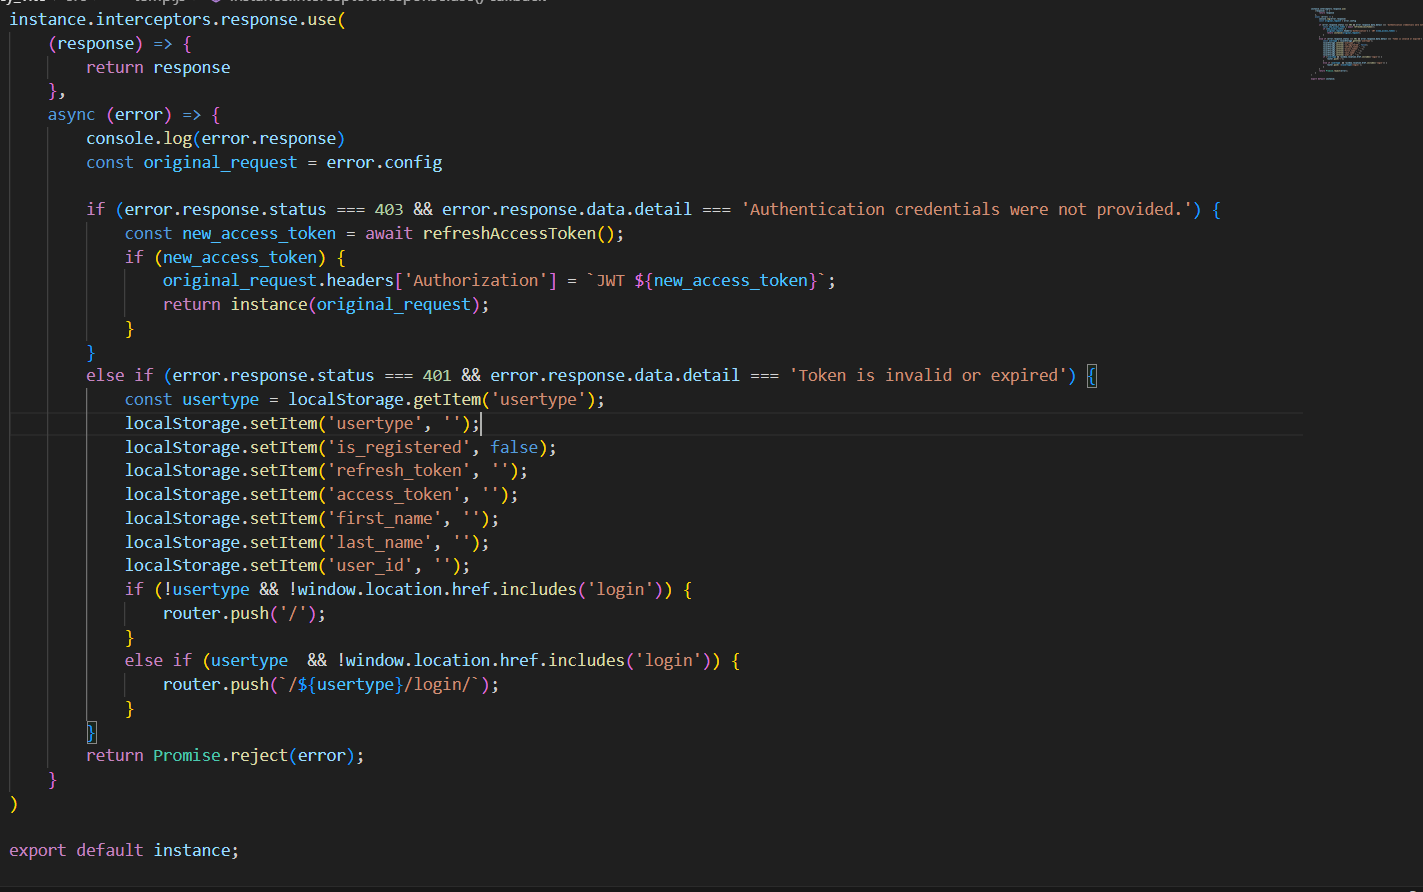 instance.interceptors.response.use(
    (response) => {
        return response
    },
    async (error) => {
        console.log(error.response)
        const original_request = error.config

        if (error.response.status === 403 && error.response.data.detail === 'Authentication credentials were not provided.') {
            const new_access_token = await refreshAccessToken();
            if (new_access_token) {
                original_request.headers['Authorization'] = `JWT ${new_access_token}`;
                return instance(original_request);
            }
        }
        else if (error.response.status === 401 && error.response.data.detail === 'Token is invalid or expired') {
            const usertype = localStorage.getItem('usertype');
            localStorage.setItem('usertype', '');
            localStorage.setItem('is_registered', false);
            localStorage.setItem('refresh_token', '');
            localStorage.setItem('access_token', '');
            localStorage.setItem('first_name', '');
            localStorage.setItem('last_name', '');
            localStorage.setItem('user_id', '');
            if (!usertype && !window.location.href.includes('login')) {
                router.push('/');
            }
            else if (usertype  && !window.location.href.includes('login')) {
                router.push(`/${usertype}/login/`);
            }
        }
        return Promise.reject(error);
    }
)

export default instance;